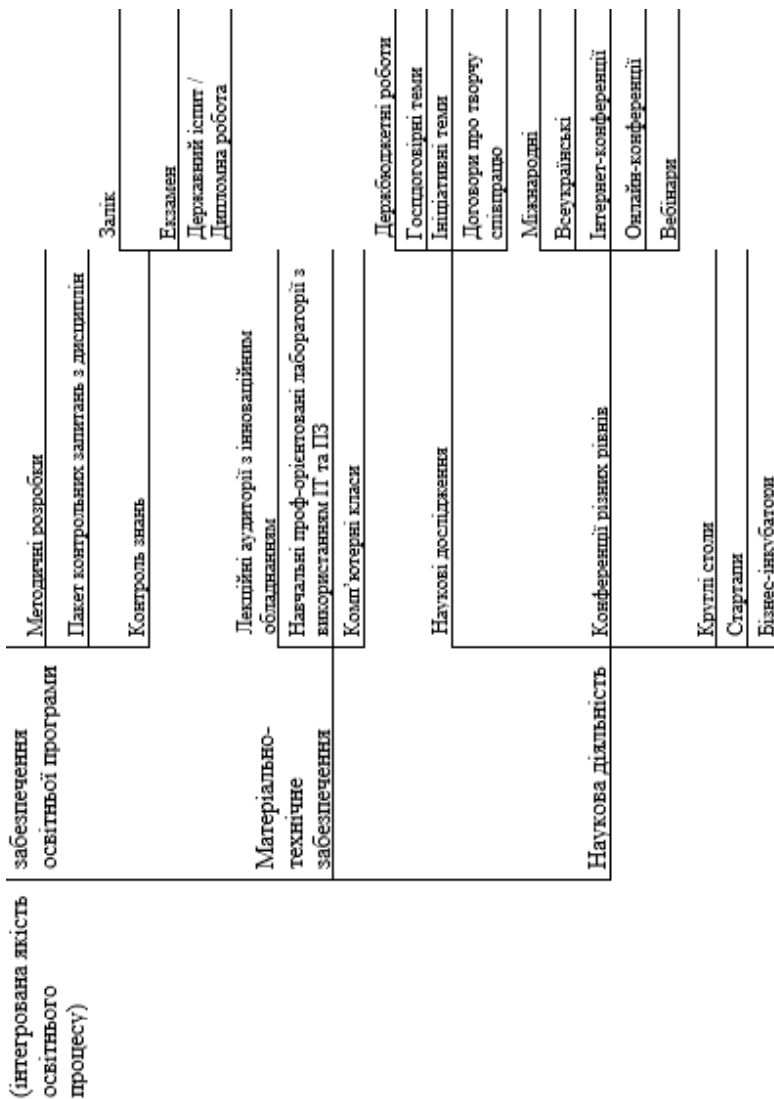 (інтегрована якість
освітнього
процесу)
забезпечення
освітньої програми
Методичні розробки
Пакет контрольних запитань з дисциплін
Контроль знань
Залік
Екзамен
Державний іспит /
Дипломна робота
Матеріально-
технічне
забезпечення
Лекційні аудиторії з інноваційним
обладнанням
Навчальні проф-орієнтовані лабораторії з
використанням ІТ та ПЗ
Комп'ютерні класи
Наукова діяльність
Наукові дослідження
Держбюджетні роботи
Госпдоговірні теми
Ініціативні теми
Договори про творчу
співпрацю
Конференції різних рівнів
Міжнародні
Всеукраїнські
Інтернет-конференції
Онлайн-конференції
Вебінари
Круглі столи
Стартапи
Бізнес-інкубатори